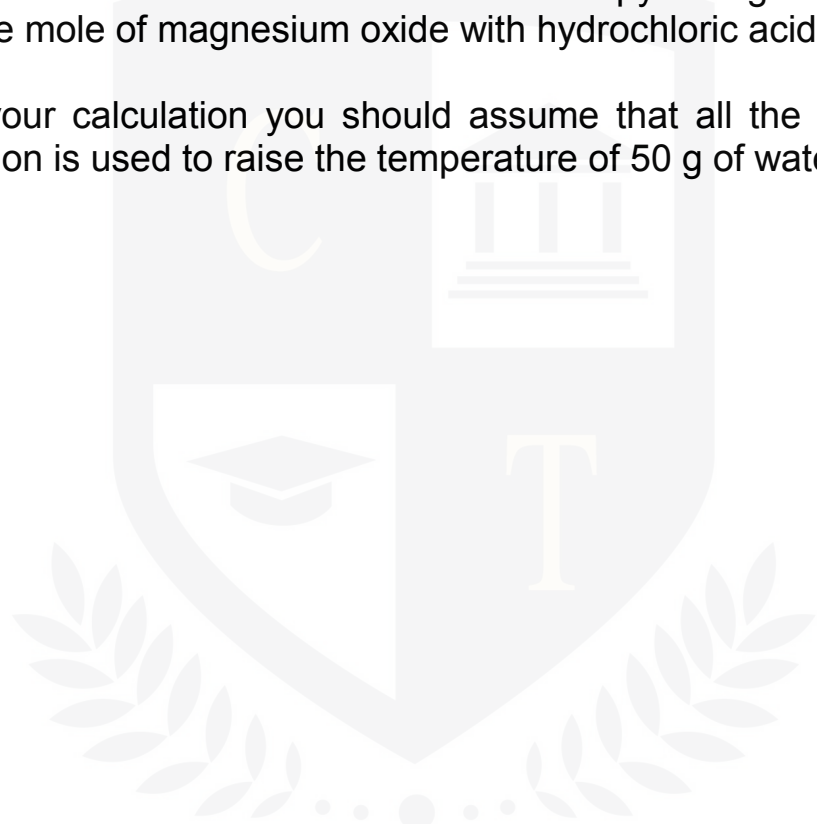 e mole of magnesium oxide with hydrochloric acid
our calculation you should assume that all the
on is used to raise the temperature of 50 g of wat
C
T